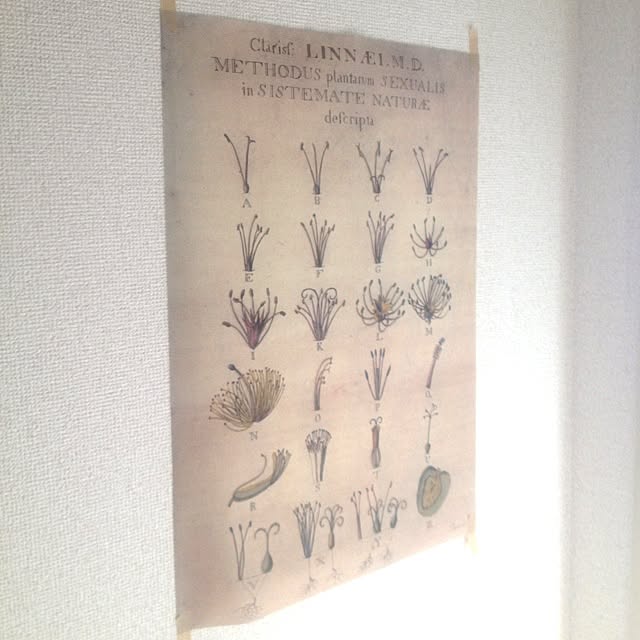 Clarisſ: LINNÆI. M. D.
METHODUS plantarum SEXUALIS
in SISTEMATE NATURÆ
deſcripta
A B C D
E F G H
I K L M
N O P Q
R S
V X